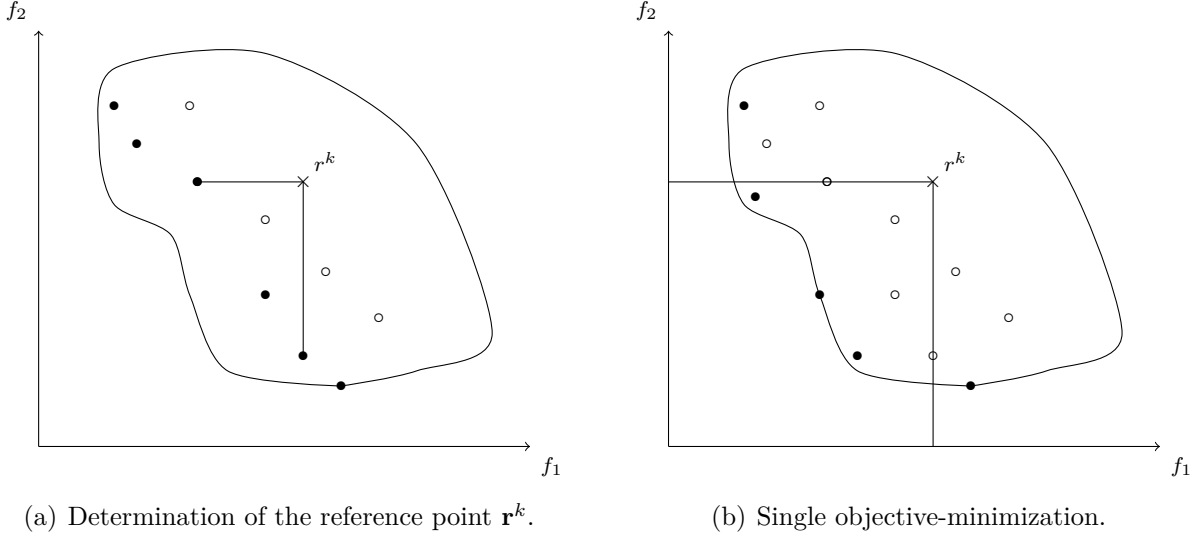 f₂
r^k
f₁
(a) Determination of the reference point r^k.
f₂
r^k
f₁
(b) Single objective-minimization.